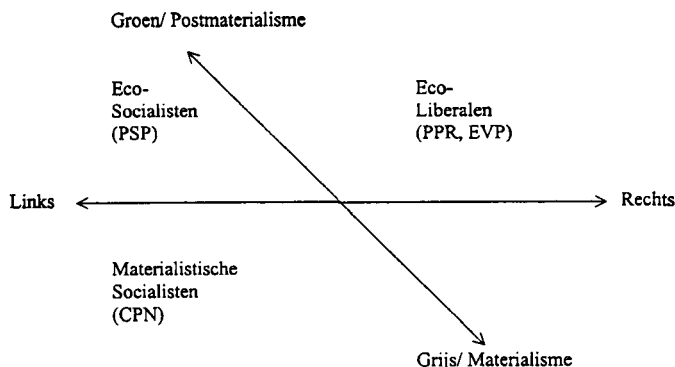 Groen/ Postmaterialisme
Eco-
Socialisten
(PSP)
Eco-
Liberalen
(PPR, EVP)
Links
Rechts
Materialistische
Socialisten
(CPN)
Grijs/ Materialisme